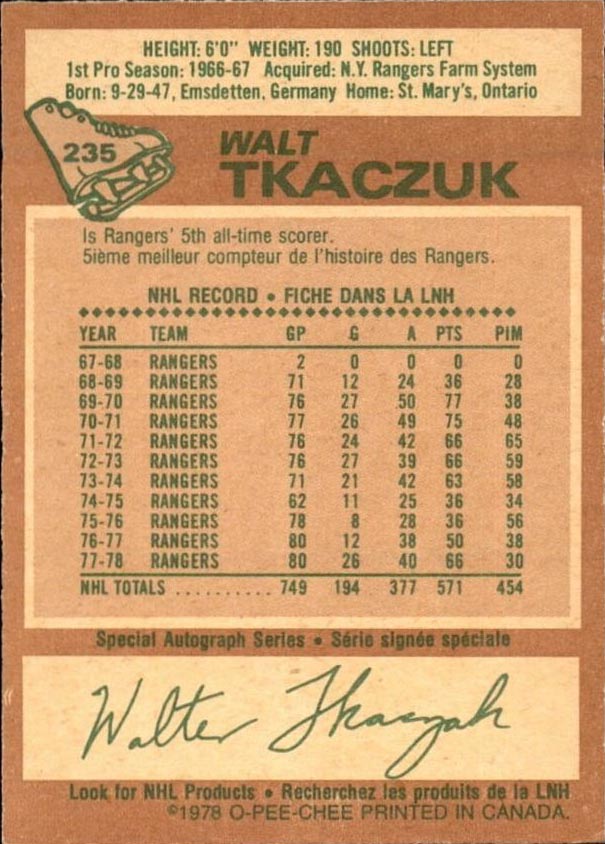 HEIGHT: 6'0" WEIGHT: 190 SHOOTS: LEFT
1st Pro Season: 1966-67 Acquired: N.Y. Rangers Farm System
Born: 9-29-47, Emsdetten, Germany Home: St. Mary's, Ontario
235
WALT
TKACZUK
Is Rangers' 5th all-time scorer.
5ième meilleur compteur de l'histoire des Rangers.
NHL RECORD • FICHE DANS LA LNH
YEAR TEAM GP G A PTS PIM
67-68 RANGERS 2 0 0 0 0
68-69 RANGERS 71 12 24 36 28
69-70 RANGERS 76 27 50 77 38
70-71 RANGERS 77 26 49 75 48
71-72 RANGERS 76 24 42 66 65
72-73 RANGERS 76 27 39 66 59
73-74 RANGERS 71 21 42 63 58
74-75 RANGERS 62 11 25 36 34
75-76 RANGERS 78 8 28 36 56
76-77 RANGERS 80 12 38 50 38
77-78 RANGERS 80 26 40 66 30
NHL TOTALS .......... 749 194 377 571 454
Special Autograph Series • Série signée spéciale
Walter Tkaczuk
Look for NHL Products • Recherchez les produits de la LNH
©1978 O-PEE-CHEE PRINTED IN CANADA.